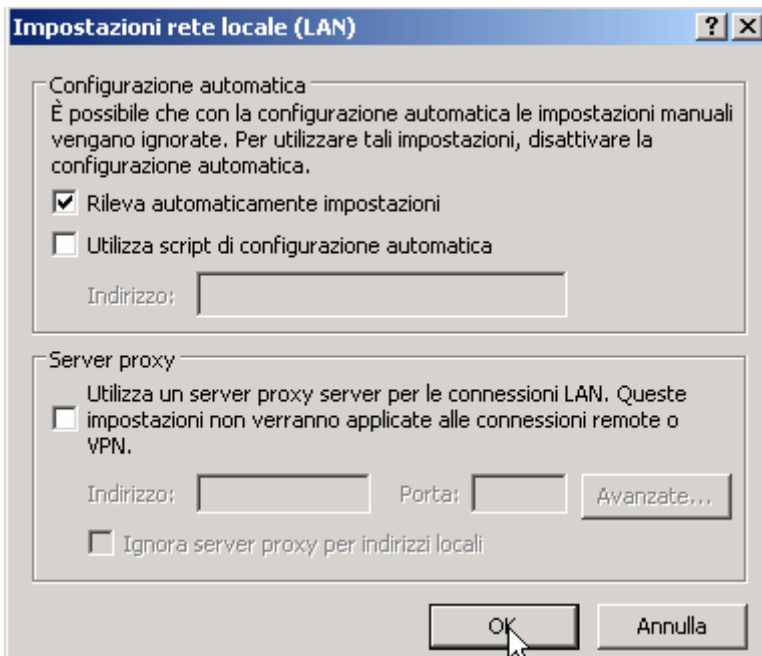 Impostazioni rete locale (LAN)
Configurazione automatica
È possibile che con la configurazione automatica le impostazioni manuali
vengano ignorate. Per utilizzare tali impostazioni, disattivare la
configurazione automatica.
Rileva automaticamente impostazioni
Utilizza script di configurazione automatica
Indirizzo:
Server proxy
Utilizza un server proxy server per le connessioni LAN. Queste
impostazioni non verranno applicate alle connessioni remote o
VPN.
Indirizzo: Porta: Avanzate...
Ignora server proxy per indirizzi locali
OK Annulla